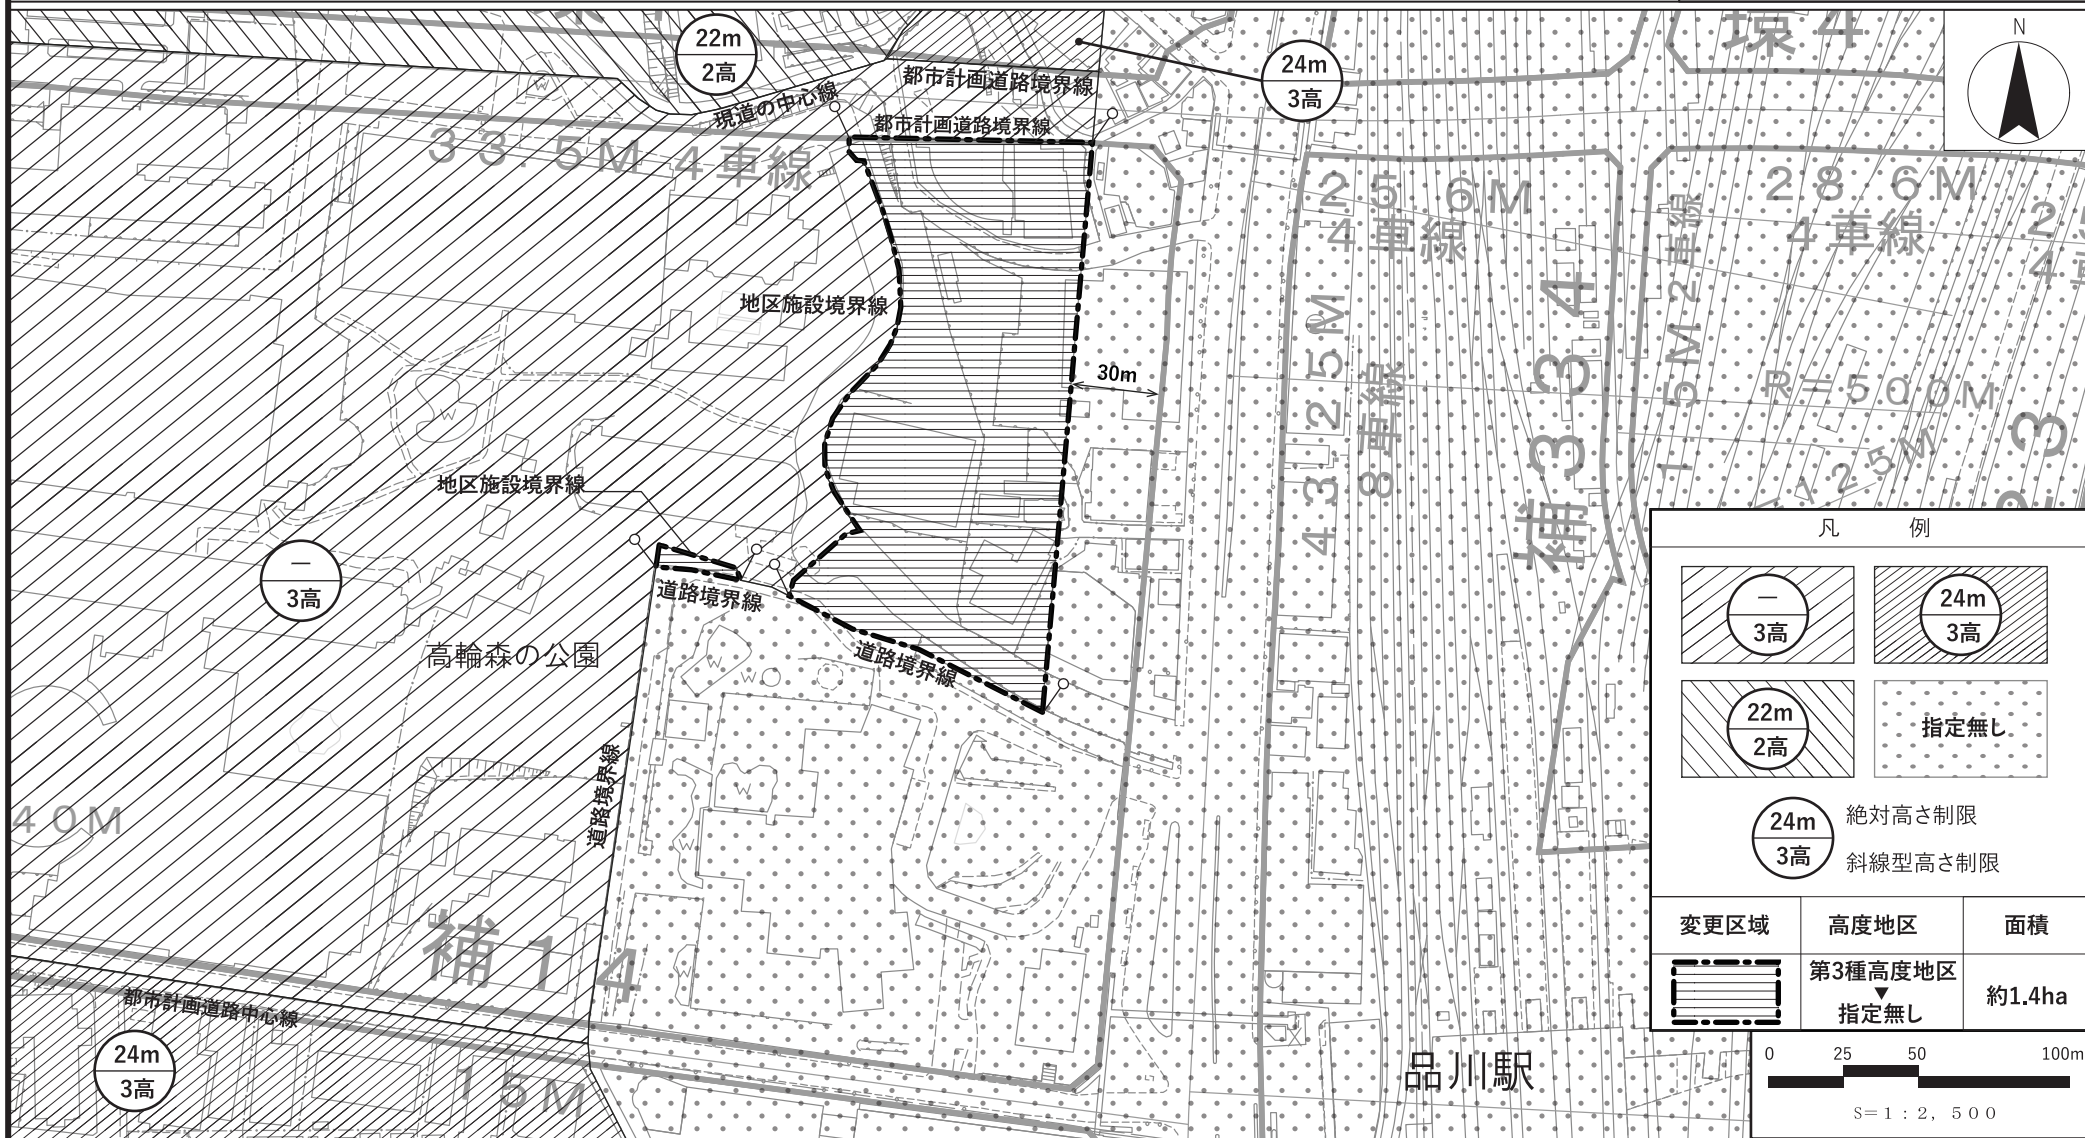 22m
2高
24m
3高
N
環4
都市計画道路境界線
現道の中心線
都市計画道路境界線
33.5M 4車線
25.6M
4車線
28.6M
4車線
15M2車線
地区施設境界線
30m
43.25M
8車線
補334
R=500M
地区施設境界線
一
3高
道路境界線
道路境界線
高輪森の公園
道路境界線
40M
補14
都市計画道路中心線
24m
3高
15M
品川駅
凡 例
一
3高
24m
3高
22m
2高
指定無し
24m
3高
絶対高さ制限
斜線型高さ制限
変更区域 高度地区 面積
第3種高度地区
▼
指定無し
約1.4ha
0 25 50 100m
S=1:2,500